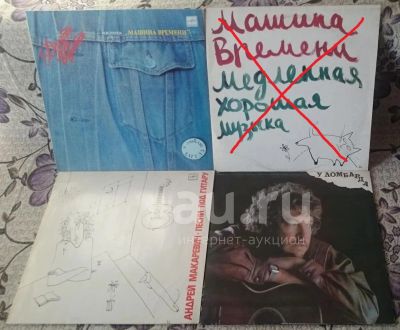 "МАШИНА ВРЕМЕНИ"
Машина
Времени
Медленная
хорошая
музыка
АНДРЕЙ МАКАРЕВИЧ • ПЕСНИ ПОД ГИТАРУ
У ЛОМБАРДА
au.ru
интернет-аукцион